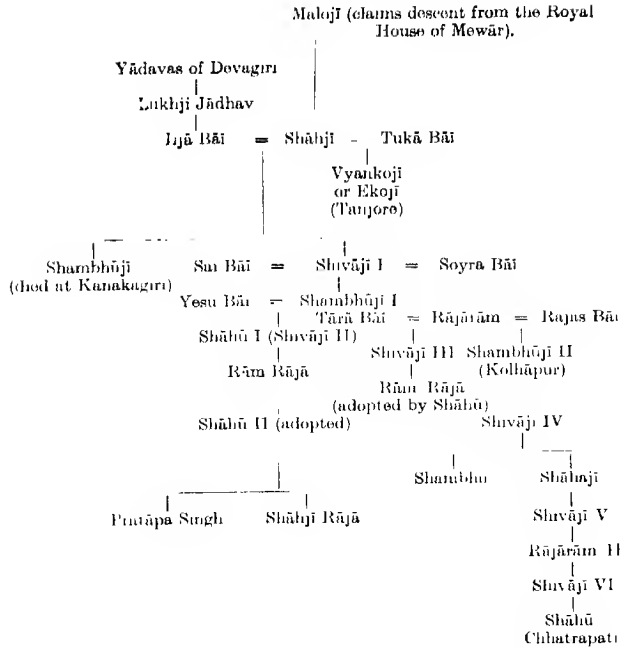 Malojī (claims descent from the Royal
House of Mewār).
Yādavas of Devagiri
Lukhji Jādhav
Jijā Bāi = Shāhjī - Tukā Bāi
Vyankojī
or Ekojī
(Tanjore)
Shambhūjī
(died at Kanakagiri)
Sai Bāi = Shivājī I = Soyra Bāi
Yesu Bāi = Shambhūjī I
Tārā Bāi = Rājārām = Rajas Bāi
Shāhū I (Shivājī II)
Shivājī III
Shambhūjī II
(Kolhāpur)
Rām Rājā
Rām Rājā
(adopted by Shāhū)
Shāhū II (adopted)
Shivājī IV
Shambhu
Shāhajī
Pratāpa Singh
Shāhjī Rājā
Shivājī V
Rājārām II
Shivājī VI
Shāhū
Chhatrapati